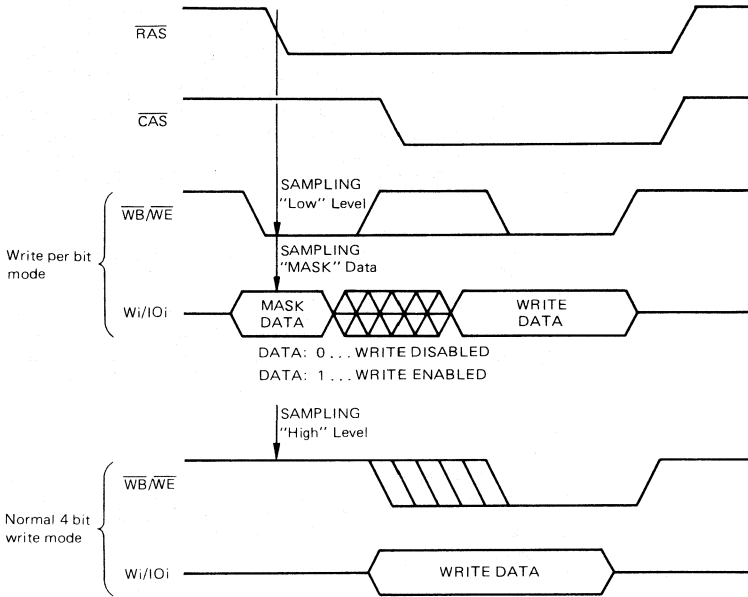 RAS
CAS
SAMPLING
"Low" Level
WB/WE
SAMPLING
"MASK" Data
Write per bit
mode
Wi/IOi
MASK
DATA
WRITE
DATA
DATA: 0 ... WRITE DISABLED
DATA: 1 ... WRITE ENABLED
SAMPLING
"High" Level
WB/WE
Normal 4 bit
write mode
Wi/IOi
WRITE DATA